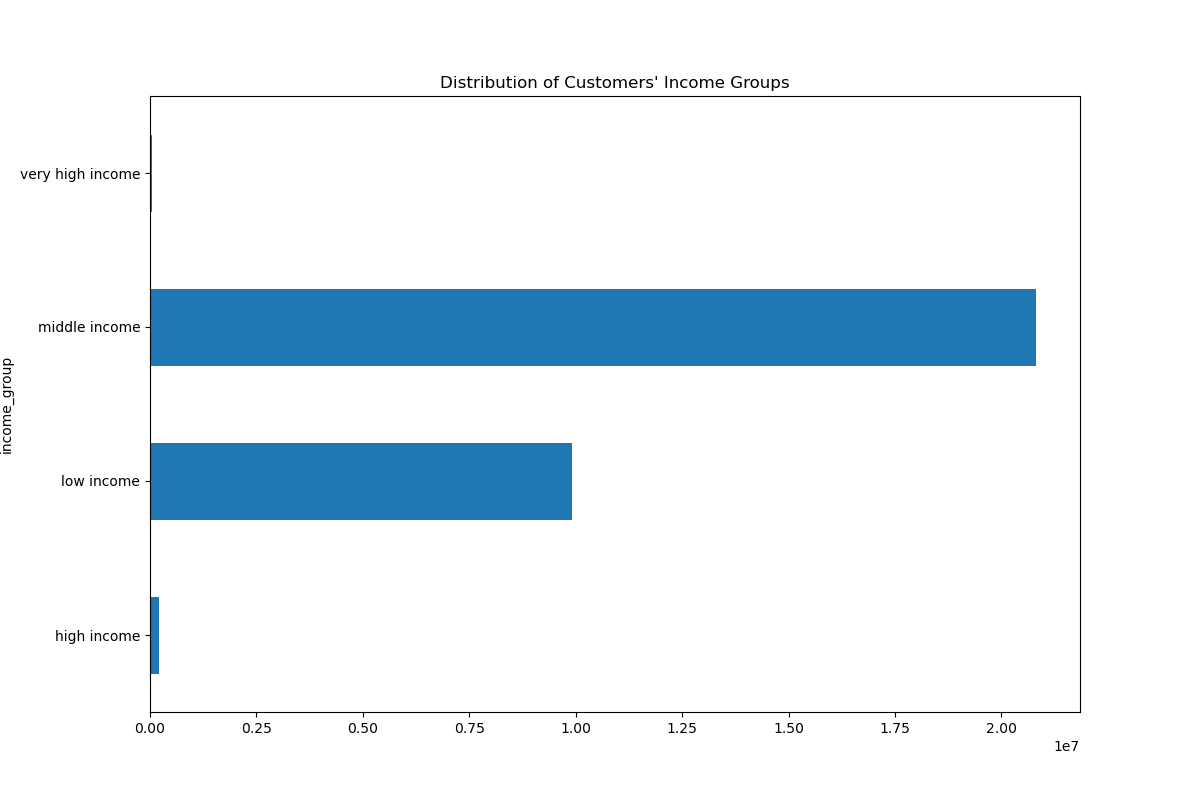 Distribution of Customers' Income Groups
very high income
middle income
low income
high income
income_group
0.00 0.25 0.50 0.75 1.00 1.25 1.50 1.75 2.00
1e7